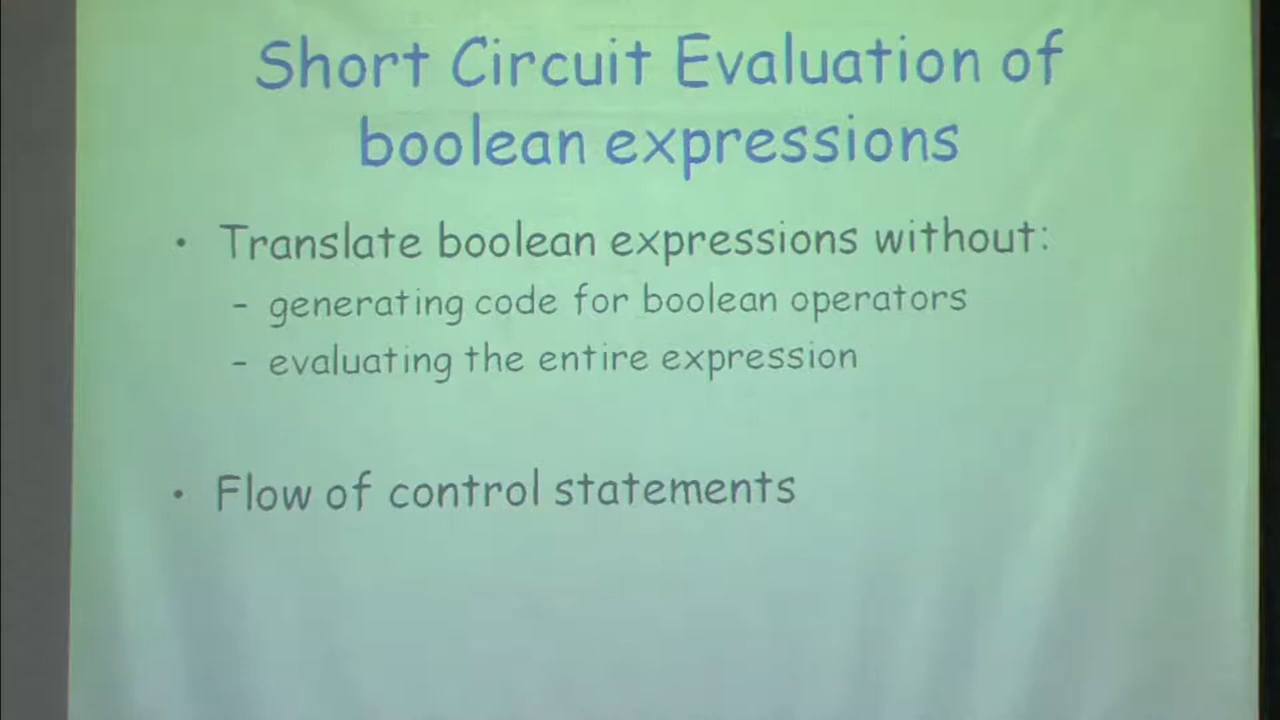 Short Circuit Evaluation of
boolean expressions
• Translate boolean expressions without:
- generating code for boolean operators
- evaluating the entire expression
• Flow of control statements